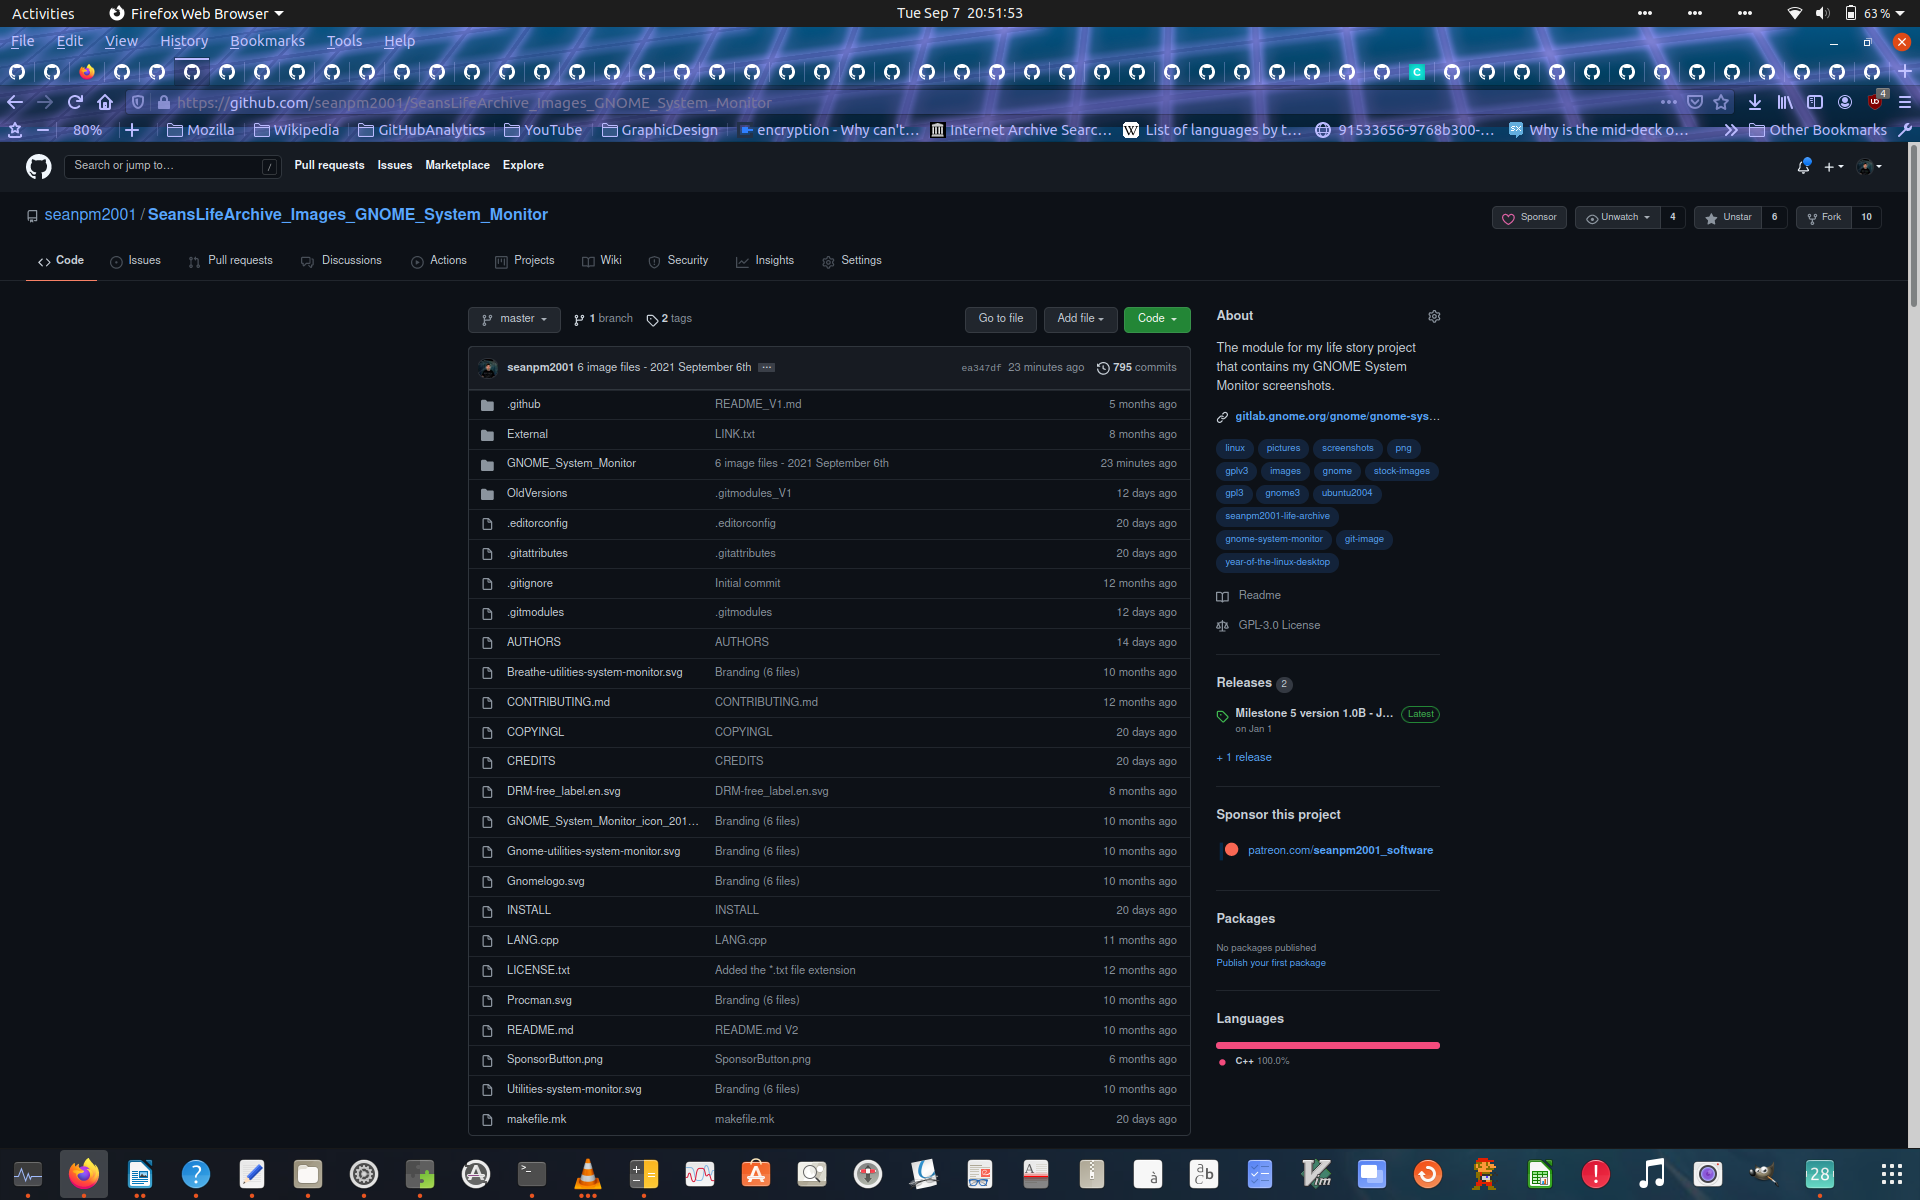 Activities Firefox Web Browser Tue Sep 7 20:51:53 63 %
File Edit View History Bookmarks Tools Help
https://github.com/seanpm2001/SeansLifeArchive_Images_GNOME_System_Monitor 4
80% Mozilla Wikipedia GitHubAnalytics YouTube GraphicDesign encryption - Why can't… Internet Archive Searc… List of languages by t… 91533656-9768b300-… Why is the mid-deck o… Other Bookmarks
Search or jump to… / Pull requests Issues Marketplace Explore
seanpm2001 / SeansLifeArchive_Images_GNOME_System_Monitor Sponsor Unwatch 4 Unstar 6 Fork 10
Code Issues Pull requests Discussions Actions Projects Wiki Security Insights Settings
master 1 branch 2 tags Go to file Add file Code
seanpm2001 6 image files - 2021 September 6th ea347df 23 minutes ago 795 commits
.github README_V1.md 5 months ago
External LINK.txt 8 months ago
GNOME_System_Monitor 6 image files - 2021 September 6th 23 minutes ago
OldVersions .gitmodules_V1 12 days ago
.editorconfig .editorconfig 20 days ago
.gitattributes .gitattributes 20 days ago
.gitignore Initial commit 12 months ago
.gitmodules .gitmodules 12 days ago
AUTHORS AUTHORS 14 days ago
Breathe-utilities-system-monitor.svg Branding (6 files) 10 months ago
CONTRIBUTING.md CONTRIBUTING.md 12 months ago
COPYINGL COPYINGL 20 days ago
CREDITS CREDITS 20 days ago
DRM-free_label.en.svg DRM-free_label.en.svg 8 months ago
GNOME_System_Monitor_icon_201… Branding (6 files) 10 months ago
Gnome-utilities-system-monitor.svg Branding (6 files) 10 months ago
Gnomelogo.svg Branding (6 files) 10 months ago
INSTALL INSTALL 20 days ago
LANG.cpp LANG.cpp 11 months ago
LICENSE.txt Added the *.txt file extension 12 months ago
Procman.svg Branding (6 files) 10 months ago
README.md README.md V2 10 months ago
SponsorButton.png SponsorButton.png 6 months ago
Utilities-system-monitor.svg Branding (6 files) 10 months ago
makefile.mk makefile.mk 20 days ago
About
The module for my life story project
that contains my GNOME System
Monitor screenshots.
gitlab.gnome.org/gnome/gnome-sys…
linux pictures screenshots png
gplv3 images gnome stock-images
gpl3 gnome3 ubuntu2004
seanpm2001-life-archive
gnome-system-monitor git-image
year-of-the-linux-desktop
Readme
GPL-3.0 License
Releases 2
Milestone 5 version 1.0B - J… Latest
on Jan 1
+ 1 release
Sponsor this project
patreon.com/seanpm2001_software
Packages
No packages published
Publish your first package
Languages
C++ 100.0%
28